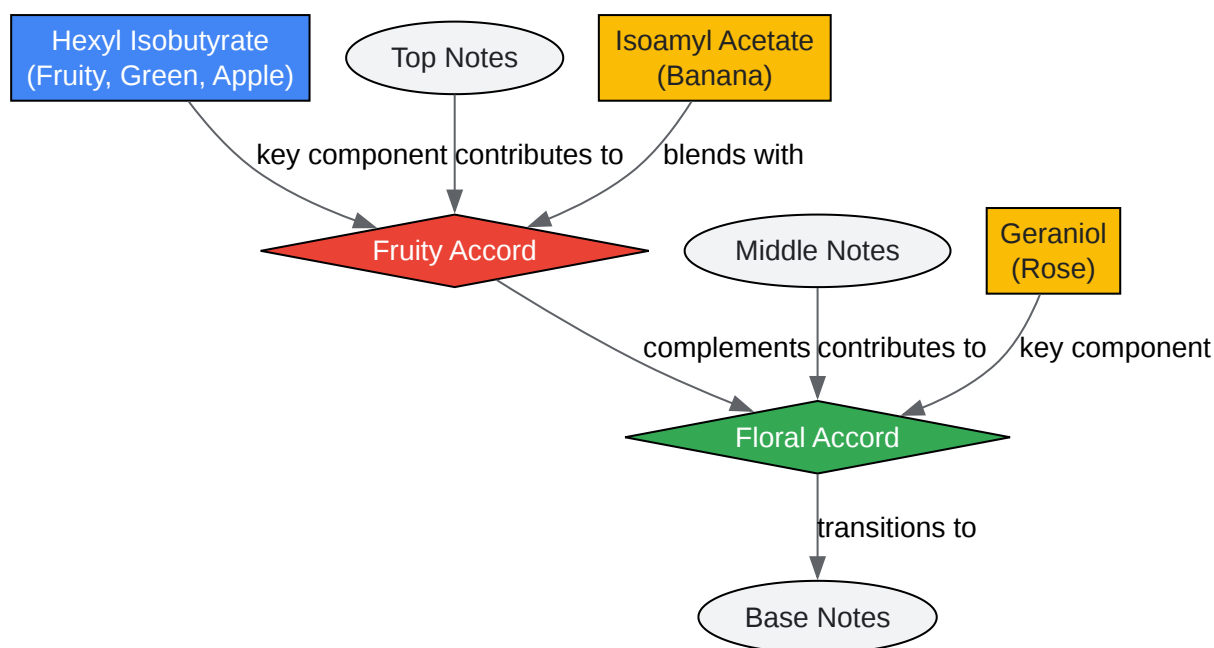 Hexyl Isobutyrate
(Fruity, Green, Apple)
Top Notes
Isoamyl Acetate
(Banana)
key component
contributes to
blends with
Fruity Accord
Middle Notes
Geraniol
(Rose)
complements
contributes to
key component
Floral Accord
transitions to
Base Notes